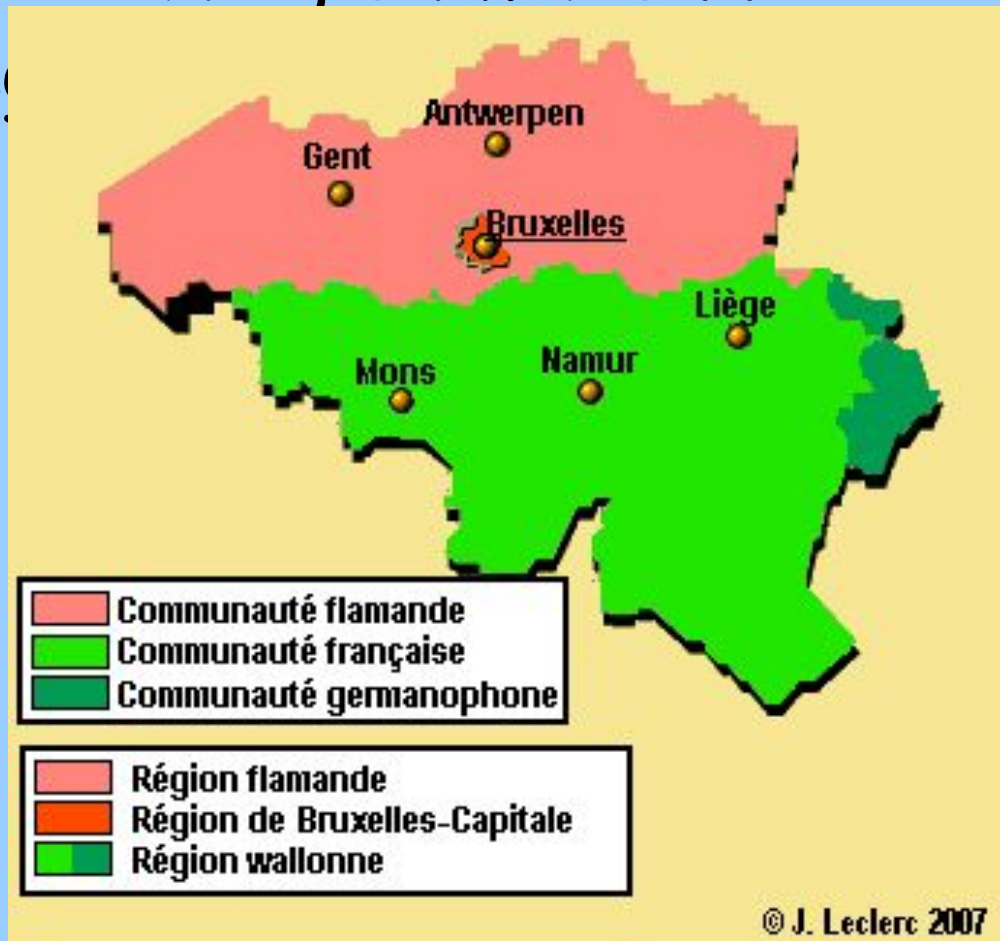 Antwerpen
Gent
Bruxelles
Liège
Namur
Mons
Communauté flamande
Communauté française
Communauté germanophone
Région flamande
Région de Bruxelles-Capitale
Région wallonne
© J. Leclerc 2007